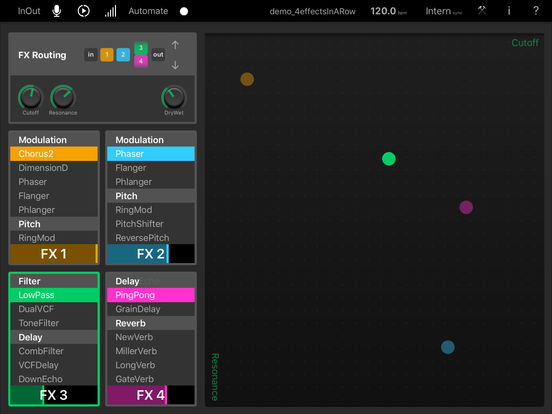 InOut Automate demo_4effectsInARow 120.0 bpm Intern sync i ?
FX Routing in 1 2 3 4 out
Cutoff Resonance DryWet
Cutoff
Modulation
Chorus2
DimensionD
Phaser
Flanger
Phlanger
Pitch
RingMod
FX 1
Modulation
Phaser
Flanger
Phlanger
Pitch
RingMod
PitchShifter
ReversePitch
FX 2
Filter
LowPass
DualVCF
ToneFilter
Delay
CombFilter
VCFDelay
DownEcho
FX 3
Delay
PingPong
GrainDelay
Reverb
NewVerb
MillerVerb
LongVerb
GateVerb
FX 4
Resonance